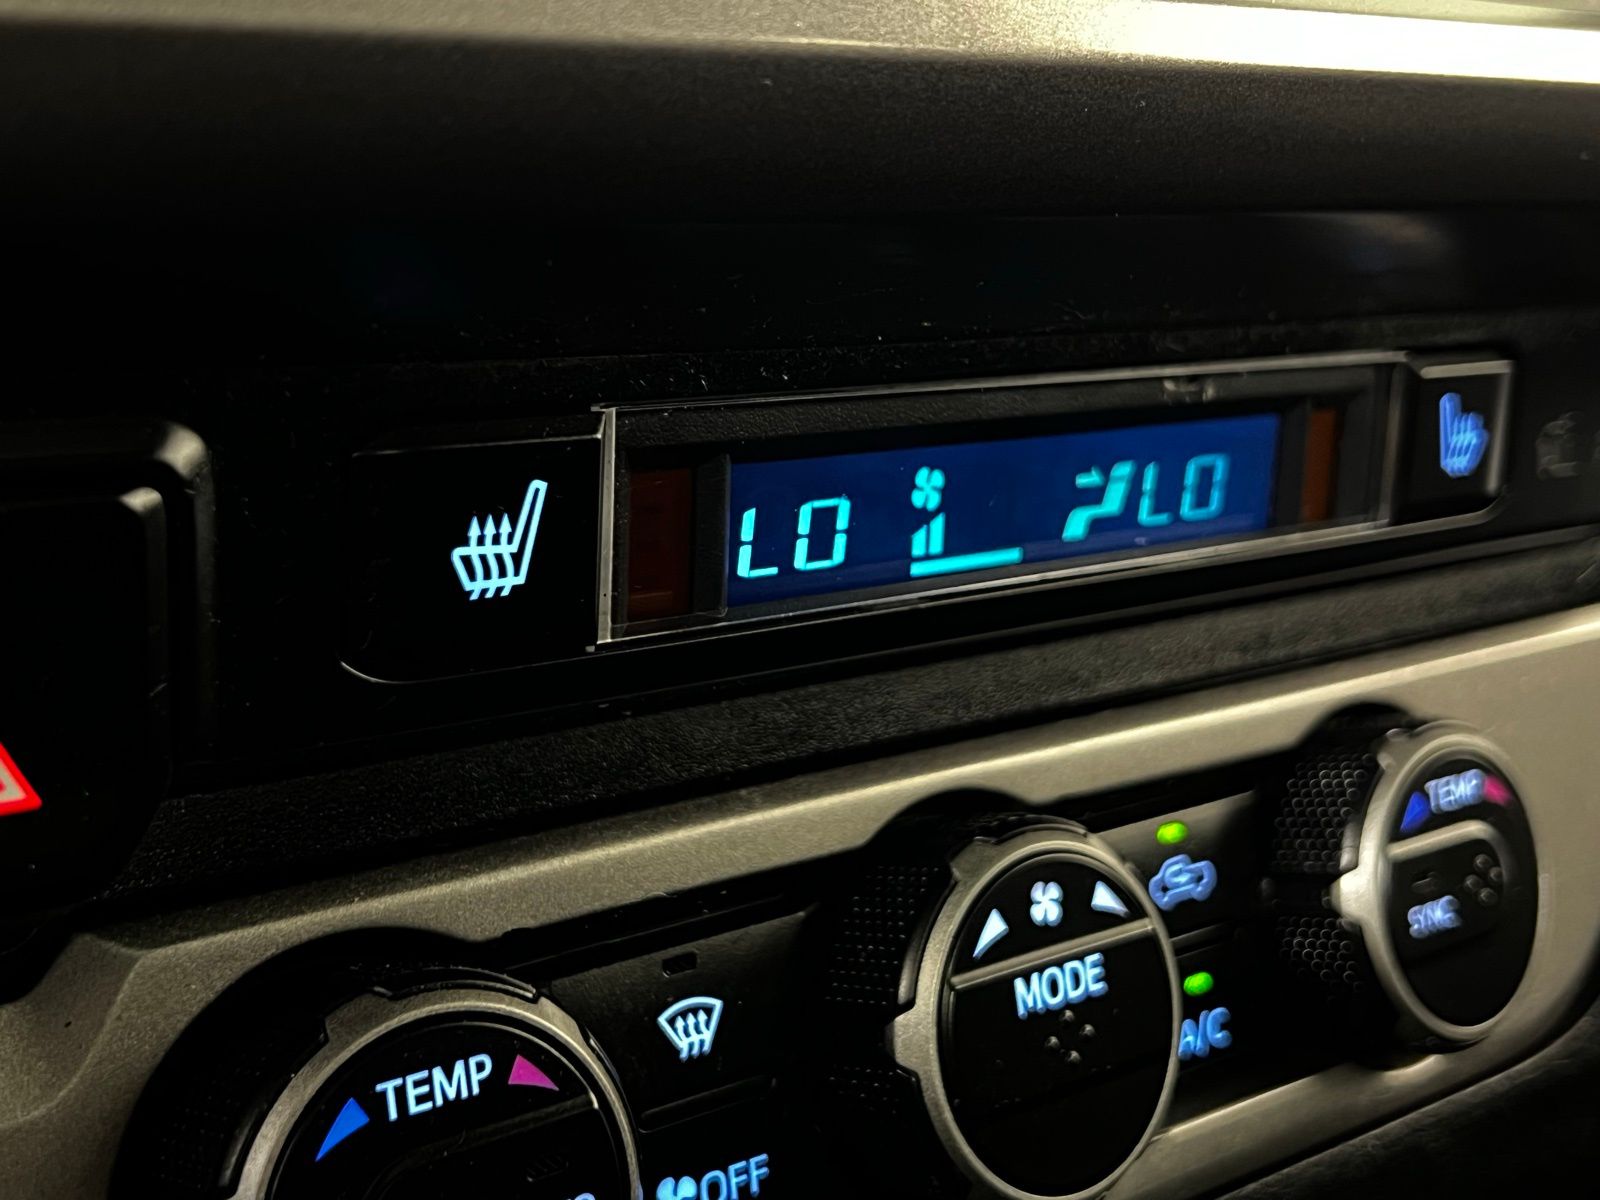 LO LO
TEMP
SYNC
MODE
A/C
TEMP
OFF